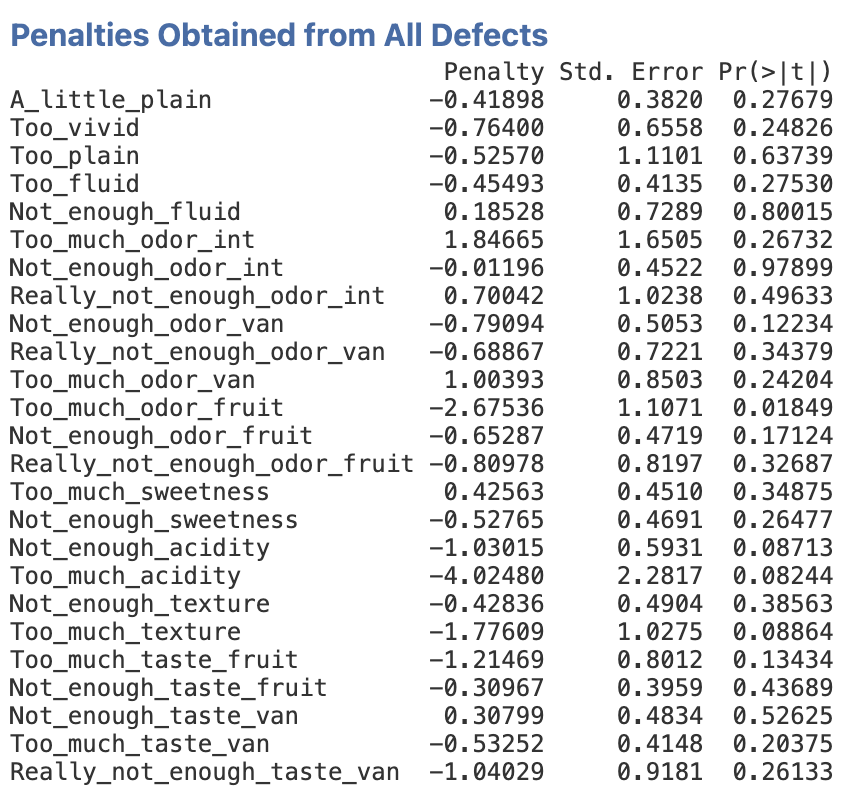 Penalties Obtained from All Defects
Penalty Std. Error Pr(>|t|)
A_little_plain -0.41898 0.3820 0.27679
Too_vivid -0.76400 0.6558 0.24826
Too_plain -0.52570 1.1101 0.63739
Too_fluid -0.45493 0.4135 0.27530
Not_enough_fluid 0.18528 0.7289 0.80015
Too_much_odor_int 1.84665 1.6505 0.26732
Not_enough_odor_int -0.01196 0.4522 0.97899
Really_not_enough_odor_int 0.70042 1.0238 0.49633
Not_enough_odor_van -0.79094 0.5053 0.12234
Really_not_enough_odor_van -0.68867 0.7221 0.34379
Too_much_odor_van 1.00393 0.8503 0.24204
Too_much_odor_fruit -2.67536 1.1071 0.01849
Not_enough_odor_fruit -0.65287 0.4719 0.17124
Really_not_enough_odor_fruit -0.80978 0.8197 0.32687
Too_much_sweetness 0.42563 0.4510 0.34875
Not_enough_sweetness -0.52765 0.4691 0.26477
Not_enough_acidity -1.03015 0.5931 0.08713
Too_much_acidity -4.02480 2.2817 0.08244
Not_enough_texture -0.42836 0.4904 0.38563
Too_much_texture -1.77609 1.0275 0.08864
Too_much_taste_fruit -1.21469 0.8012 0.13434
Not_enough_taste_fruit -0.30967 0.3959 0.43689
Not_enough_taste_van 0.30799 0.4834 0.52625
Too_much_taste_van -0.53252 0.4148 0.20375
Really_not_enough_taste_van -1.04029 0.9181 0.26133